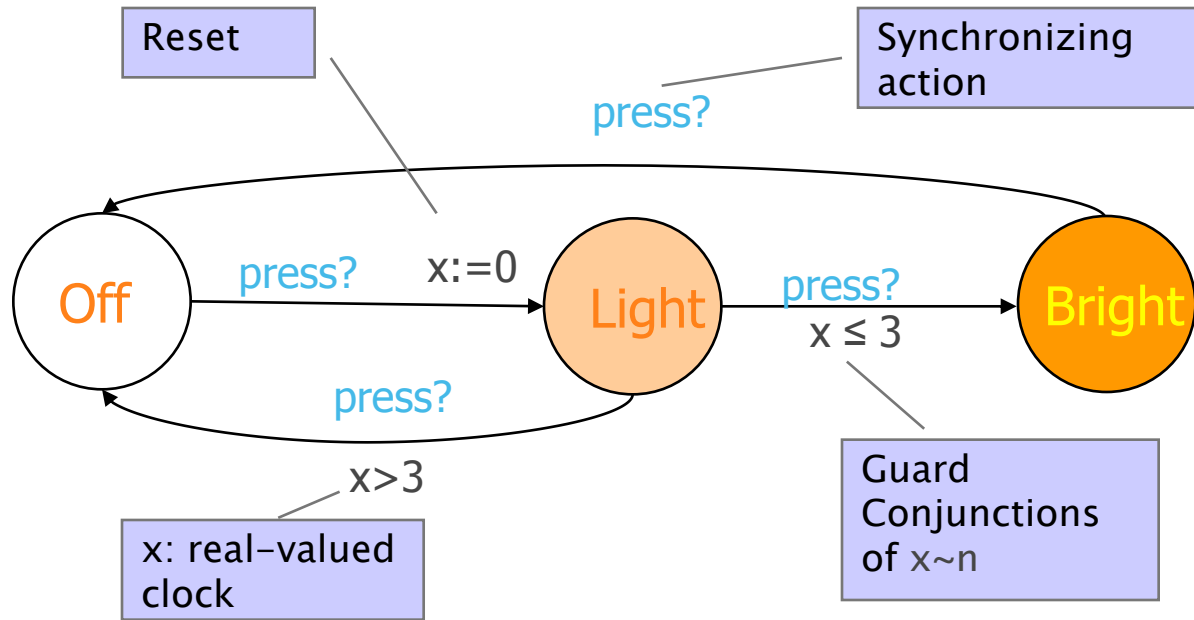 Reset
Synchronizing
action
press?
press?
x:=0
Off
Light
press?
Bright
x ≤ 3
press?
x>3
Guard
Conjunctions
of x~n
x: real-valued
clock